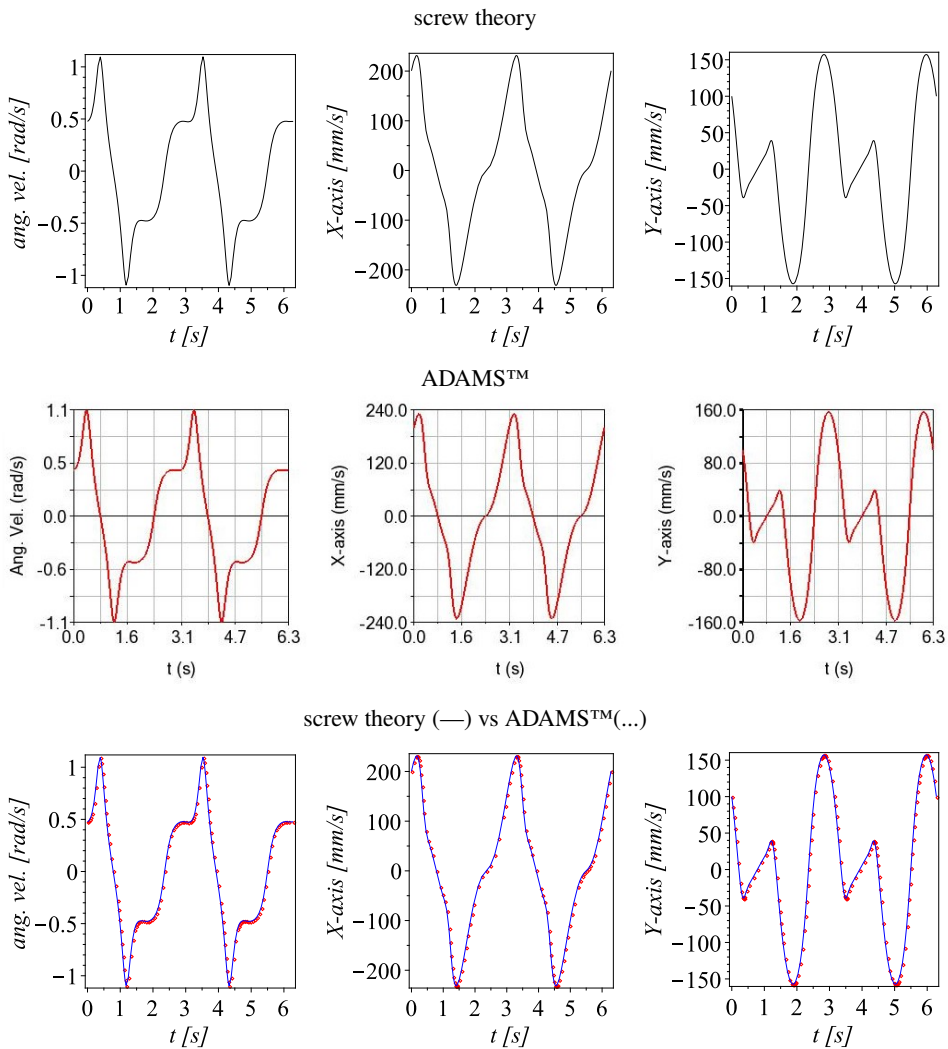 screw theory
ang. vel. [rad/s]
1
0.5
0
−0.5
−1
0 1 2 3 4 5 6
t [s]
X-axis [mm/s]
200
100
0
−100
−200
0 1 2 3 4 5 6
t [s]
Y-axis [mm/s]
150
100
50
0
−50
−100
−150
0 1 2 3 4 5 6
t [s]
ADAMS™
Ang. Vel. (rad/s)
1.1
0.5
0.0
-0.6
-1.1
0.0 1.6 3.1 4.7 6.3
t (s)
X-axis (mm/s)
240.0
120.0
0.0
-120.0
-240.0
0.0 1.6 3.1 4.7 6.3
t (s)
Y-axis (mm/s)
160.0
80.0
0.0
-80.0
-160.0
0.0 1.6 3.1 4.7 6.3
t (s)
screw theory (—) vs ADAMS™(...)
ang. vel. [rad/s]
1
0.5
0
−0.5
−1
0 1 2 3 4 5 6
t [s]
X-axis [mm/s]
200
100
0
−100
−200
0 1 2 3 4 5 6
t [s]
Y-axis [mm/s]
150
100
50
0
−50
−100
−150
0 1 2 3 4 5 6
t [s]